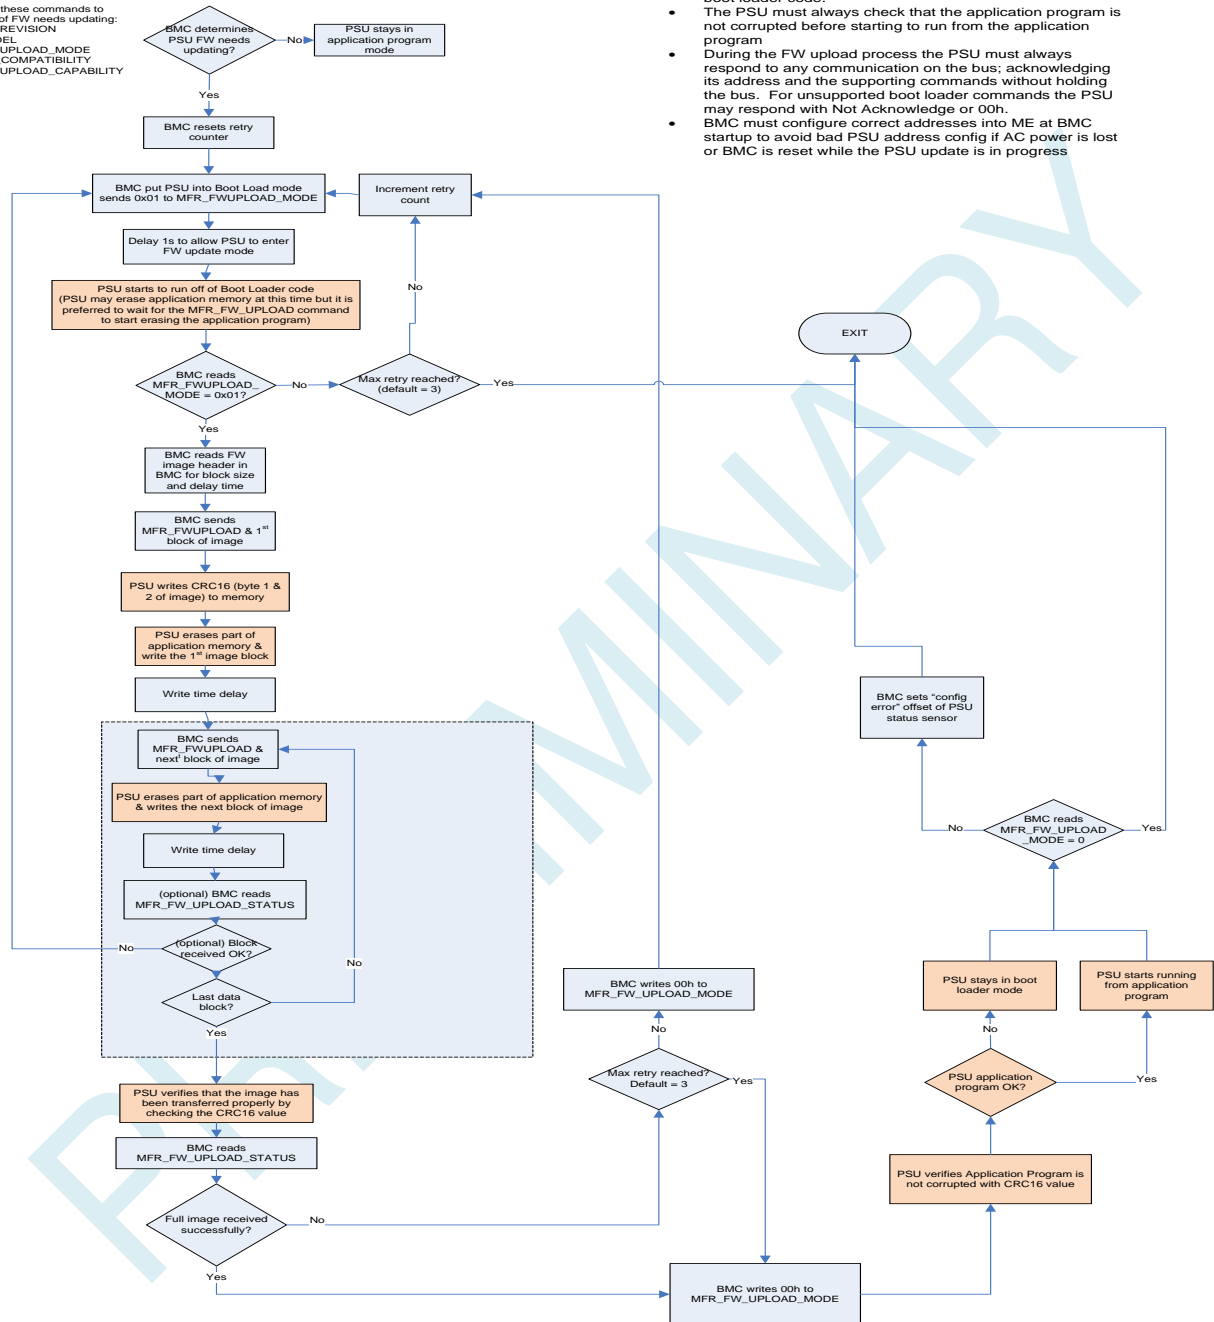 these commands to
of FW needs updating:
REVISION
DEL
UPLOAD_MODE
_COMPATIBILITY
UPLOAD_CAPABILITY
boot loader code.
• The PSU must always check that the application program is
not corrupted before starting to run from the application
program
• During the FW upload process the PSU must always
respond to any communication on the bus; acknowledging
its address and the supporting commands without holding
the bus. For unsupported boot loader commands the PSU
may respond with Not Acknowledge or 00h.
• BMC must configure correct addresses into ME at BMC
startup to avoid bad PSU address config if AC power is lost
or BMC is reset while the PSU update is in progress
BMC determines
PSU FW needs
updating?
No
PSU stays in
application program
mode
Yes
BMC resets retry
counter
BMC put PSU into Boot Load mode
sends 0x01 to MFR_FWUPLOAD_MODE
Increment retry
count
Delay 1s to allow PSU to enter
FW update mode
No
PSU starts to run off of Boot Loader code
(PSU may erase application memory at this time but it is
preferred to wait for the MFR_FW_UPLOAD command
to start erasing the application program)
EXIT
BMC reads
MFR_FWUPLOAD_
MODE = 0x01?
No
Max retry reached?
(default = 3)
Yes
Yes
BMC reads FW
image header in
BMC for block size
and delay time
BMC sends
MFR_FWUPLOAD & 1st
block of image
PSU writes CRC16 (byte 1 &
2 of image) to memory
PSU erases part of
application memory &
write the 1st image block
Write time delay
BMC sets “config
error” offset of PSU
status sensor
BMC sends
MFR_FWUPLOAD &
nextt block of image
PSU erases part of application memory
& writes the next block of image
BMC reads
MFR_FW_UPLOAD
_MODE = 0
No
Yes
Write time delay
(optional) BMC reads
MFR_FW_UPLOAD_STATUS
(optional) Block
received OK?
No
No
Last data
block?
Yes
BMC writes 00h to
MFR_FW_UPLOAD_MODE
PSU stays in boot
loader mode
PSU starts running
from application
program
No
No
Max retry reached?
Default = 3
Yes
PSU application
program OK?
Yes
PSU verifies that the image has
been transferred properly by
checking the CRC16 value
BMC reads
MFR_FW_UPLOAD_STATUS
PSU verifies Application Program is
not corrupted with CRC16 value
Full image received
successfully?
No
Yes
BMC writes 00h to
MFR_FW_UPLOAD_MODE
PRELIMINARY